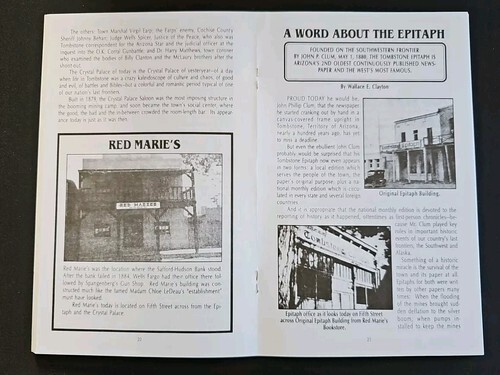 The others: Town Marshal Virgil Earp; the Earps' enemy, Cochise County
Sheriff Johnny Behan; Judge Wells Spicer, Justice of the Peace, who also was
Tombstone correspondent for the Arizona Star and the judicial officer at the
inquest into the O.K. Corral Gunbattle; and Dr. Harry Matthews, town coroner
who examined the bodies of Billy Clanton and the McLaury brothers after the
shoot-out.
The Crystal Palace of today is the Crystal Palace of yesteryear—of a day
when life in Tombstone was a crazy kaleidoscope of culture and chaos, of good
and evil, of battles and bibles—but a colorful and romantic period typical of one
of our nation's last frontiers.
Built in 1879, the Crystal Palace Saloon was the most imposing structure in
the booming mining camp, and soon became the town's social center, where
the good, the bad and the in-between crowded the room-length bar. Its appear-
ance today is just as it was then.
RED MARIE'S
RED MARIE'S
Red Marie's was the location where the Safford-Hudson Bank stood.
After the bank failed in 1884, Wells Fargo had their office there fol-
lowed by Spangenberg's Gun Shop. Red Marie's building was con-
structed much like the famed Madam Chloe LeDeau's "establishment"
must have looked.
Red Marie's today is located on Fifth Street across from the Epi-
taph and the Crystal Palace.
A WORD ABOUT THE EPITAPH
FOUNDED ON THE SOUTHWESTERN FRONTIER
BY JOHN P. CLUM, MAY 1, 1880, THE TOMBSTONE EPITAPH IS
ARIZONA'S 2ND OLDEST CONTINUOUSLY PUBLISHED NEWS-
PAPER AND THE WEST'S MOST FAMOUS.
By Wallace E. Clayton
PROUD TODAY he would be,
John Philip Clum, that the newspaper
he started cranking out by hand in a
canvas-covered frame upright in
Tombstone, Territory of Arizona,
nearly a hundred years ago, has yet
to miss a deadline.
But even the ebullient John Clum
probably would be surprised that his
Tombstone Epitaph now even appears
in two forms: a local edition which
serves the people of the town, the
paper's original purpose; plus a na-
tional monthly edition which is circu-
lated in every state and several foreign
countries.
Original Epitaph Building.
And it is appropriate that the national monthly edition is devoted to the
reporting of history as it happened, oftentimes as first-person chronicles—be-
cause Mr. Clum played key
roles in important historic
events of our country's last
frontiers, the Southwest and
Alaska.
Something of a historic
miracle is the survival of the
town and its paper of record.
Epitaphs for both were writ-
ten by other papers many
times: When the flooding
of the mines brought sud-
den deflation to the silver
boom, when pumps in-
stalled to keep the mines
Tombstone
Epitaph office as it looks today on Fifth Street
across Original Epitaph Building from Red Marie's
Bookstore.
31